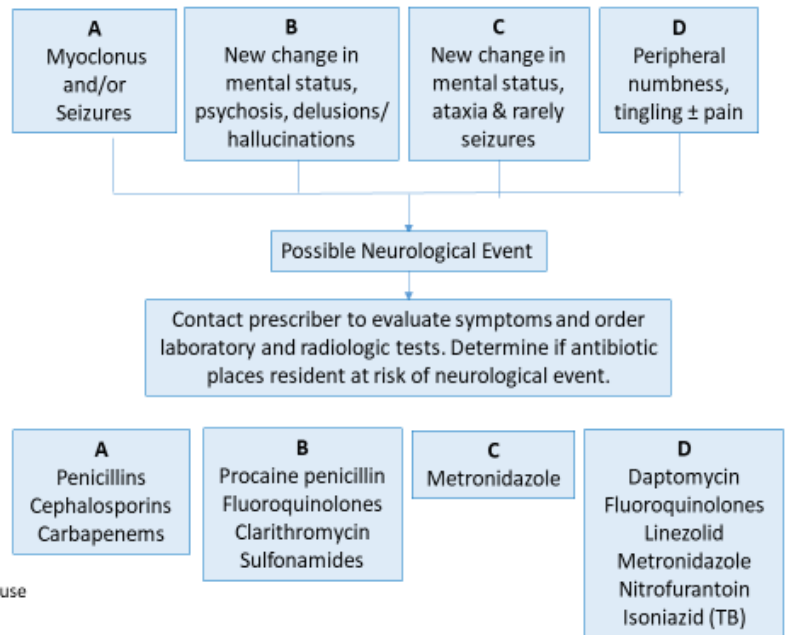 A
Myoclonus
and/or
Seizures
B
New change in
mental status,
psychosis, delusions/
hallucinations
C
New change in
mental status,
ataxia & rarely
seizures
D
Peripheral
numbness,
tingling ± pain
Possible Neurological Event
Contact prescriber to evaluate symptoms and order
laboratory and radiologic tests. Determine if antibiotic
places resident at risk of neurological event.
A
Penicillins
Cephalosporins
Carbapenems
B
Procaine penicillin
Fluoroquinolones
Clarithromycin
Sulfonamides
C
Metronidazole
D
Daptomycin
Fluoroquinolones
Linezolid
Metronidazole
Nitrofurantoin
Isoniazid (TB)
use